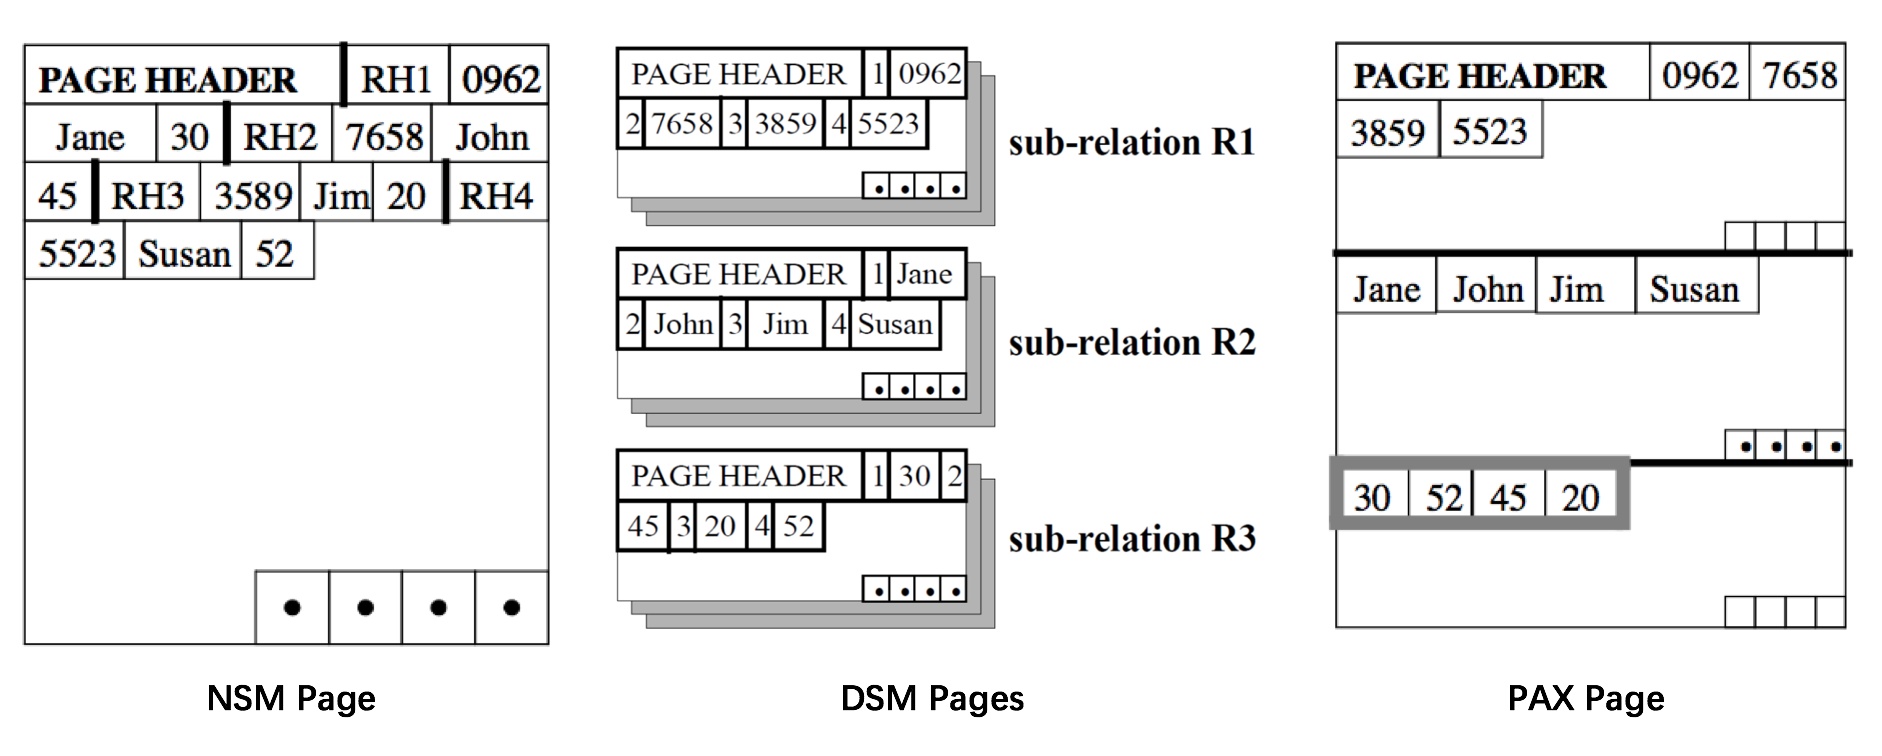 PAGE HEADER RH1 0962
Jane 30 RH2 7658 John
45 RH3 3589 Jim 20 RH4
5523 Susan 52
NSM Page
PAGE HEADER 1 0962
2 7658 3 3859 4 5523
sub-relation R1
PAGE HEADER 1 Jane
2 John 3 Jim 4 Susan
sub-relation R2
PAGE HEADER 1 30 2
45 3 20 4 52
sub-relation R3
DSM Pages
PAGE HEADER 0962 7658
3859 5523
Jane John Jim Susan
30 52 45 20
PAX Page